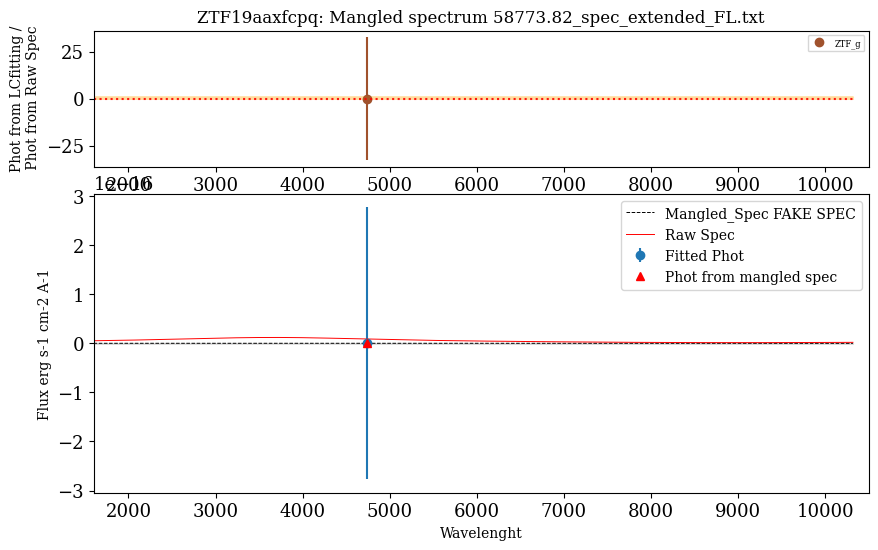 ZTF19aaxfcpq: Mangled spectrum 58773.82_spec_extended_FL.txt
Phot from LCfitting /
Phot from Raw Spec
25
0
−25
ZTF_g
2000 3000 4000 5000 6000 7000 8000 9000 10000
1e−16
Flux erg s-1 cm-2 A-1
3
2
1
0
−1
−2
−3
Mangled_Spec FAKE SPEC
Raw Spec
Fitted Phot
Phot from mangled spec
2000 3000 4000 5000 6000 7000 8000 9000 10000
Wavelenght